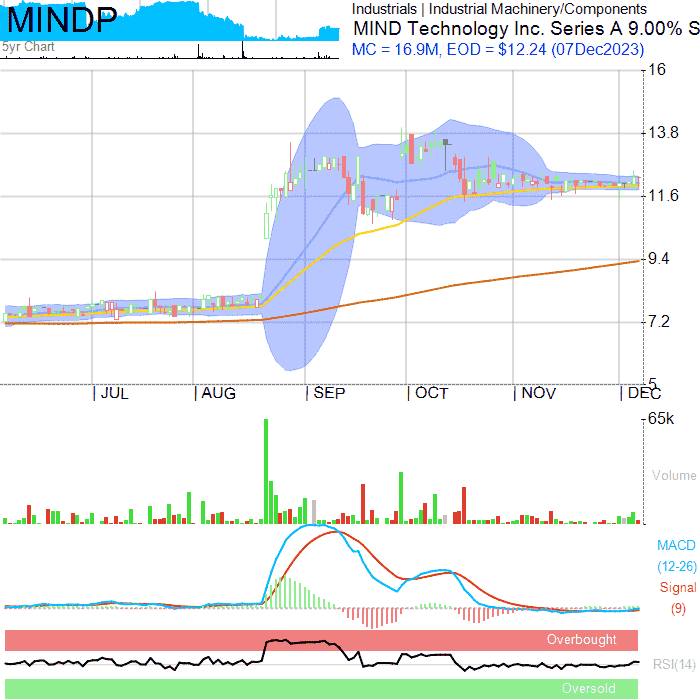 MINDP
5yr Chart
Industrials | Industrial Machinery/Components
MIND Technology Inc. Series A 9.00% S
MC = 16.9M, EOD = $12.24 (07Dec2023)
16
13.8
11.6
9.4
7.2
5
JUL
AUG
SEP
OCT
NOV
DEC
65k
Volume
MACD
(12-26)
Signal
(9)
Overbought
RSI(14)
Oversold